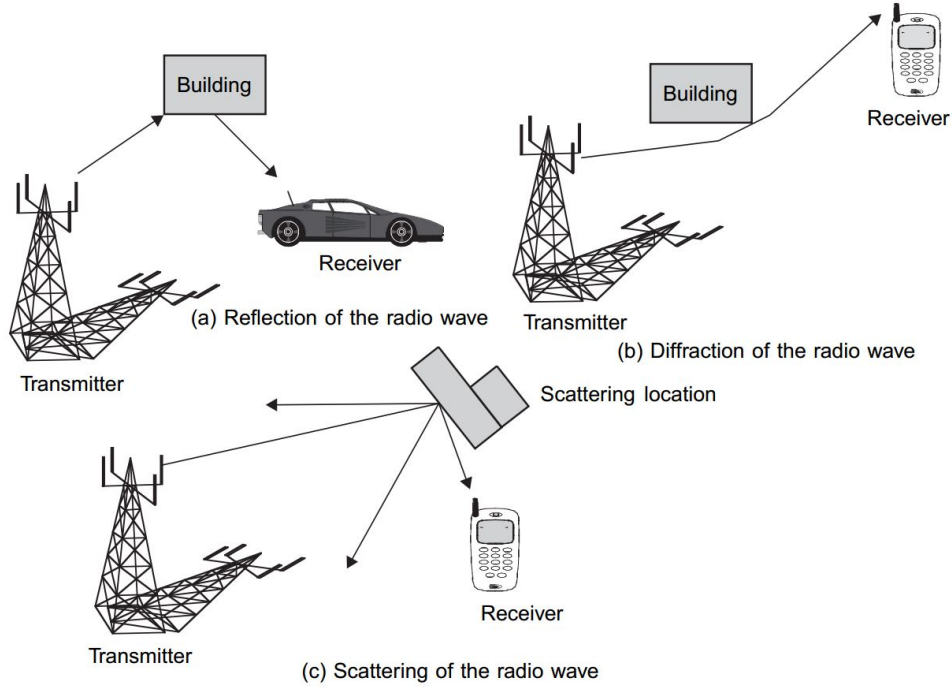 Building
Receiver
Transmitter
(a) Reflection of the radio wave
Building
Receiver
Transmitter
(b) Diffraction of the radio wave
Scattering location
Receiver
Transmitter
(c) Scattering of the radio wave